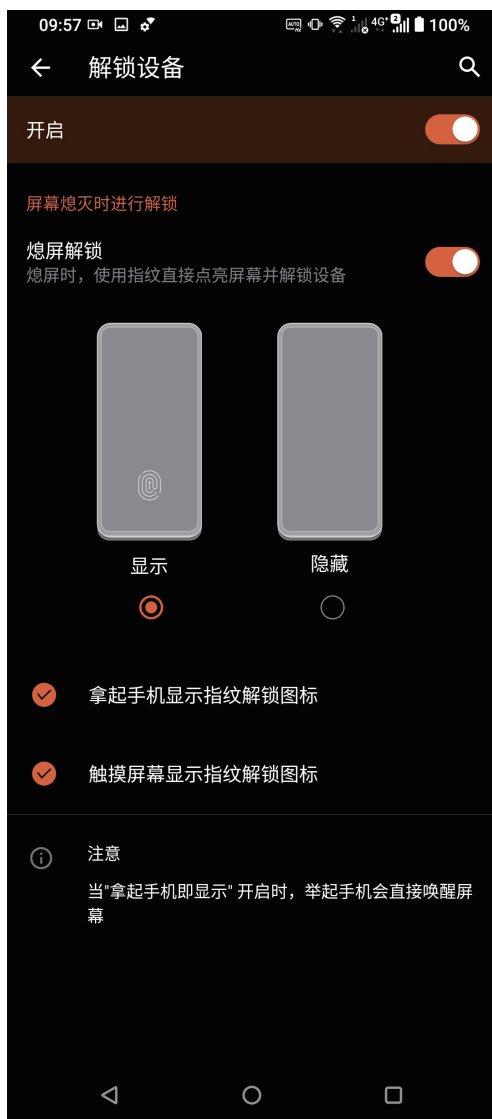 09:57 4G+ 2 100%
解锁设备
开启
屏幕熄灭时进行解锁
熄屏解锁
熄屏时，使用指纹直接点亮屏幕并解锁设备
显示 隐藏
拿起手机显示指纹解锁图标
触摸屏幕显示指纹解锁图标
注意
当"拿起手机即显示" 开启时，举起手机会直接唤醒屏
幕